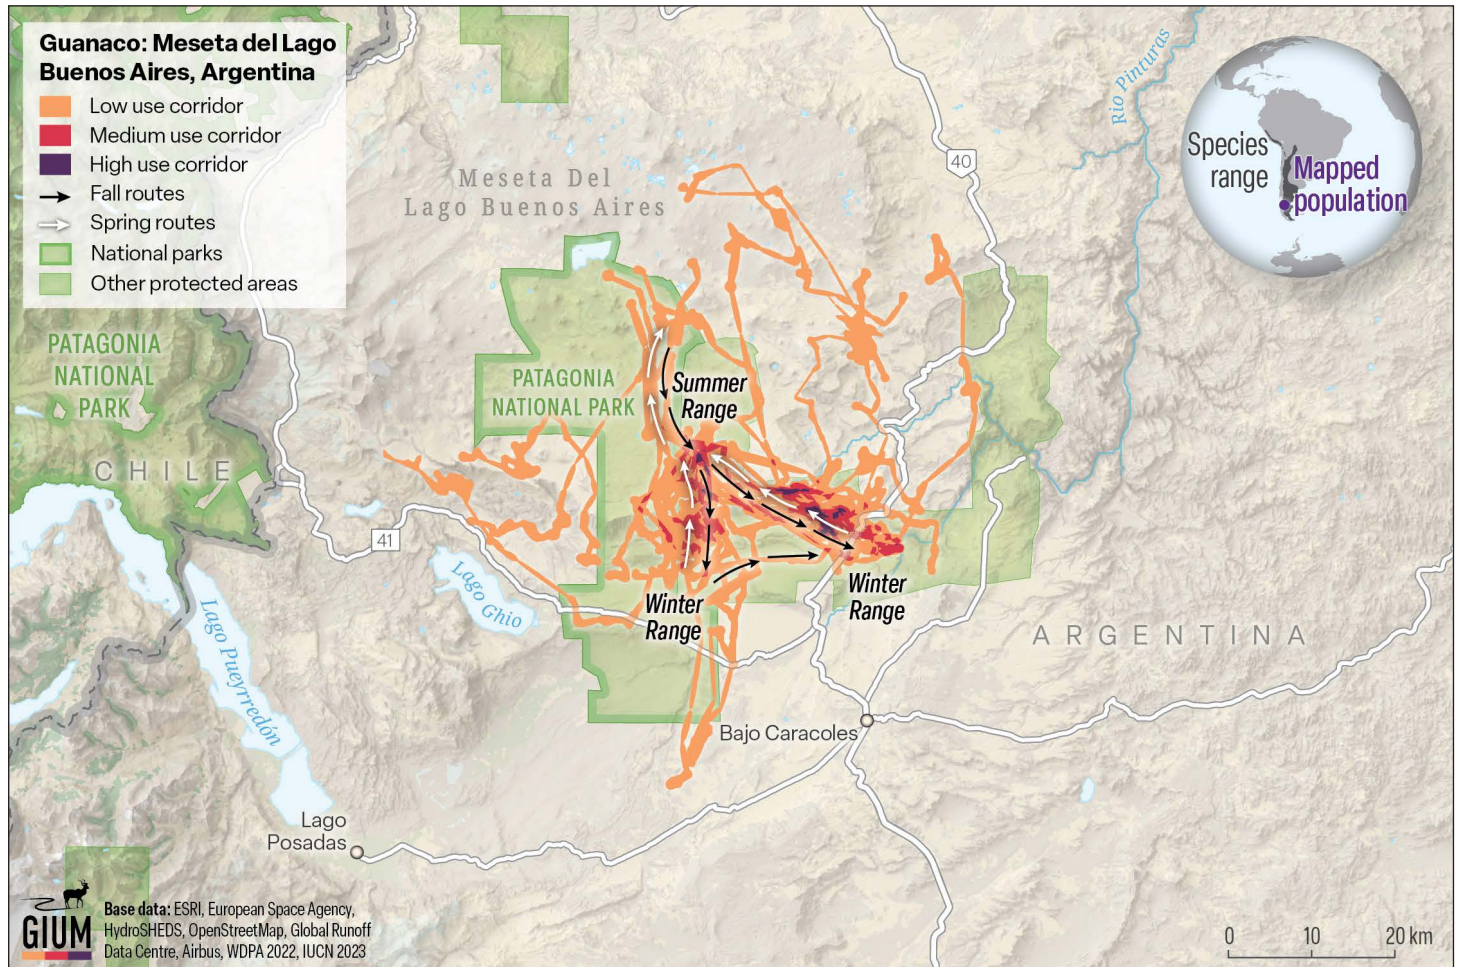 Guanaco: Meseta del Lago
Buenos Aires, Argentina
Low use corridor
Medium use corridor
High use corridor
Fall routes
Spring routes
National parks
Other protected areas
Meseta Del
Lago Buenos Aires
40
Rio Pinturas
Species
range
Mapped
population
PATAGONIA
NATIONAL
PARK
PATAGONIA
NATIONAL PARK
Summer
Range
CHILE
41
Lago Ghio
Winter
Range
Winter
Range
ARGENTINA
Lago Pueyrredón
Bajo Caracoles
Lago
Posadas
GIUM
Base data: ESRI, European Space Agency,
HydroSHEDS, OpenStreetMap, Global Runoff
Data Centre, Airbus, WDPA 2022, IUCN 2023
0 10 20 km